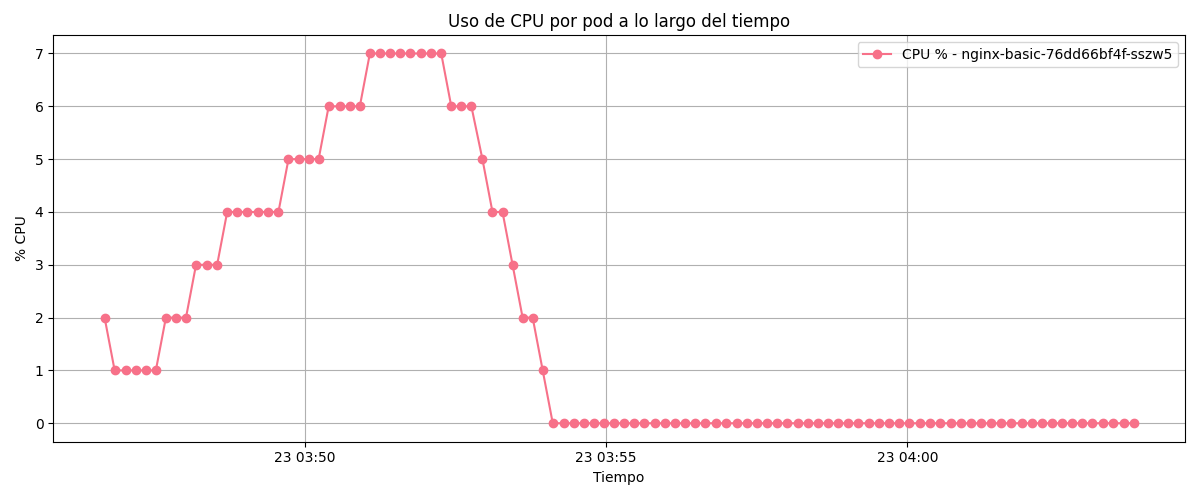 Uso de CPU por pod a lo largo del tiempo
CPU % - nginx-basic-76dd66bf4f-sszw5
% CPU
7
6
5
4
3
2
1
0
23 03:50
23 03:55
23 04:00
Tiempo